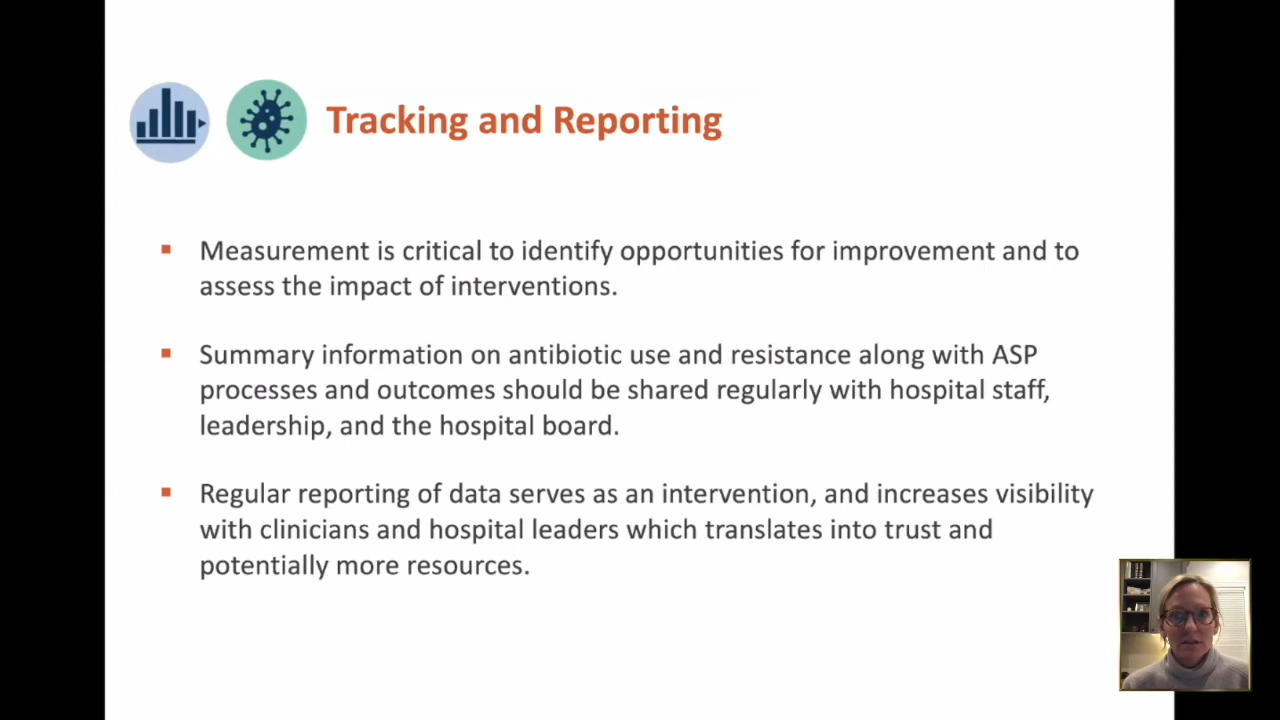 Tracking and Reporting
Measurement is critical to identify opportunities for improvement and to
assess the impact of interventions.
Summary information on antibiotic use and resistance along with ASP
processes and outcomes should be shared regularly with hospital staff,
leadership, and the hospital board.
Regular reporting of data serves as an intervention, and increases visibility
with clinicians and hospital leaders which translates into trust and
potentially more resources.